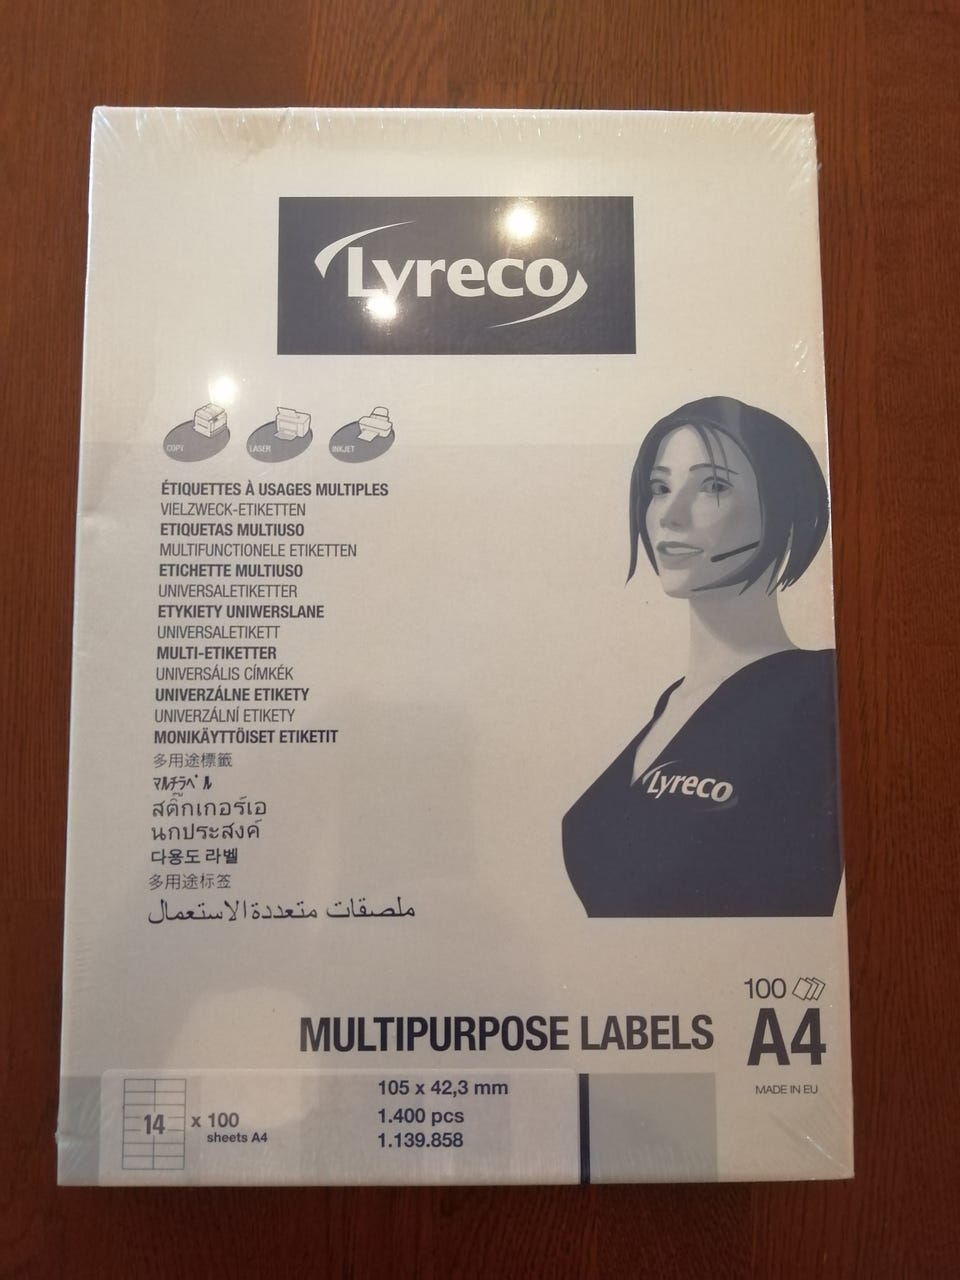 Lyreco
COPY
LASER
INKJET
ÉTIQUETTES À USAGES MULTIPLES
VIELZWECK-ETIKETTEN
ETIQUETAS MULTIUSO
MULTIFUNCTIONELE ETIKETTEN
ETICHETTE MULTIUSO
UNIVERSALETIKETTER
ETYKIETY UNIWERSLANE
UNIVERSALETIKETT
MULTI-ETIKETTER
UNIVERSÁLIS CÍMKÉK
UNIVERZÁLNE ETIKETY
UNIVERZÁLNÍ ETIKETY
MONIKÄYTTÖISET ETIKETIT
多用途標籤
マルチラベル
สติ๊กเกอร์เอ
นกประสงค์
다용도 라벨
多用途标签
ملصقات متعددة الاستعمال
Lyreco
100
A4
MULTIPURPOSE LABELS
MADE IN EU
105 x 42,3 mm
14 x 100
1.400 pcs
sheets A4
1.139.858